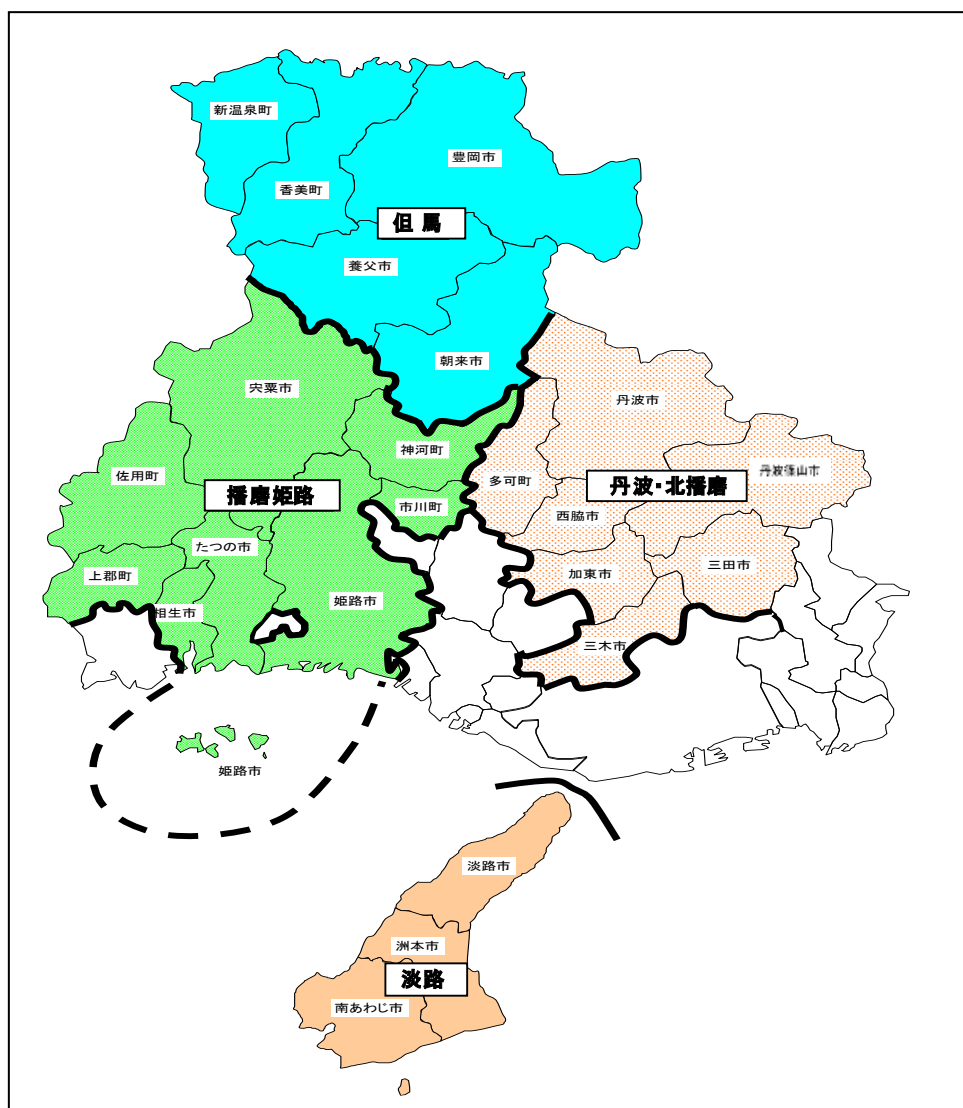 新温泉町
豊岡市
香美町
但馬
養父市
朝来市
宍粟市
丹波市
神河町
丹波篠山市
佐用町
多可町
丹波・北播磨
播磨姫路
市川町
西脇市
たつの市
三田市
加東市
上郡町
姫路市
相生市
三木市
姫路市
淡路市
洲本市
淡路
南あわじ市